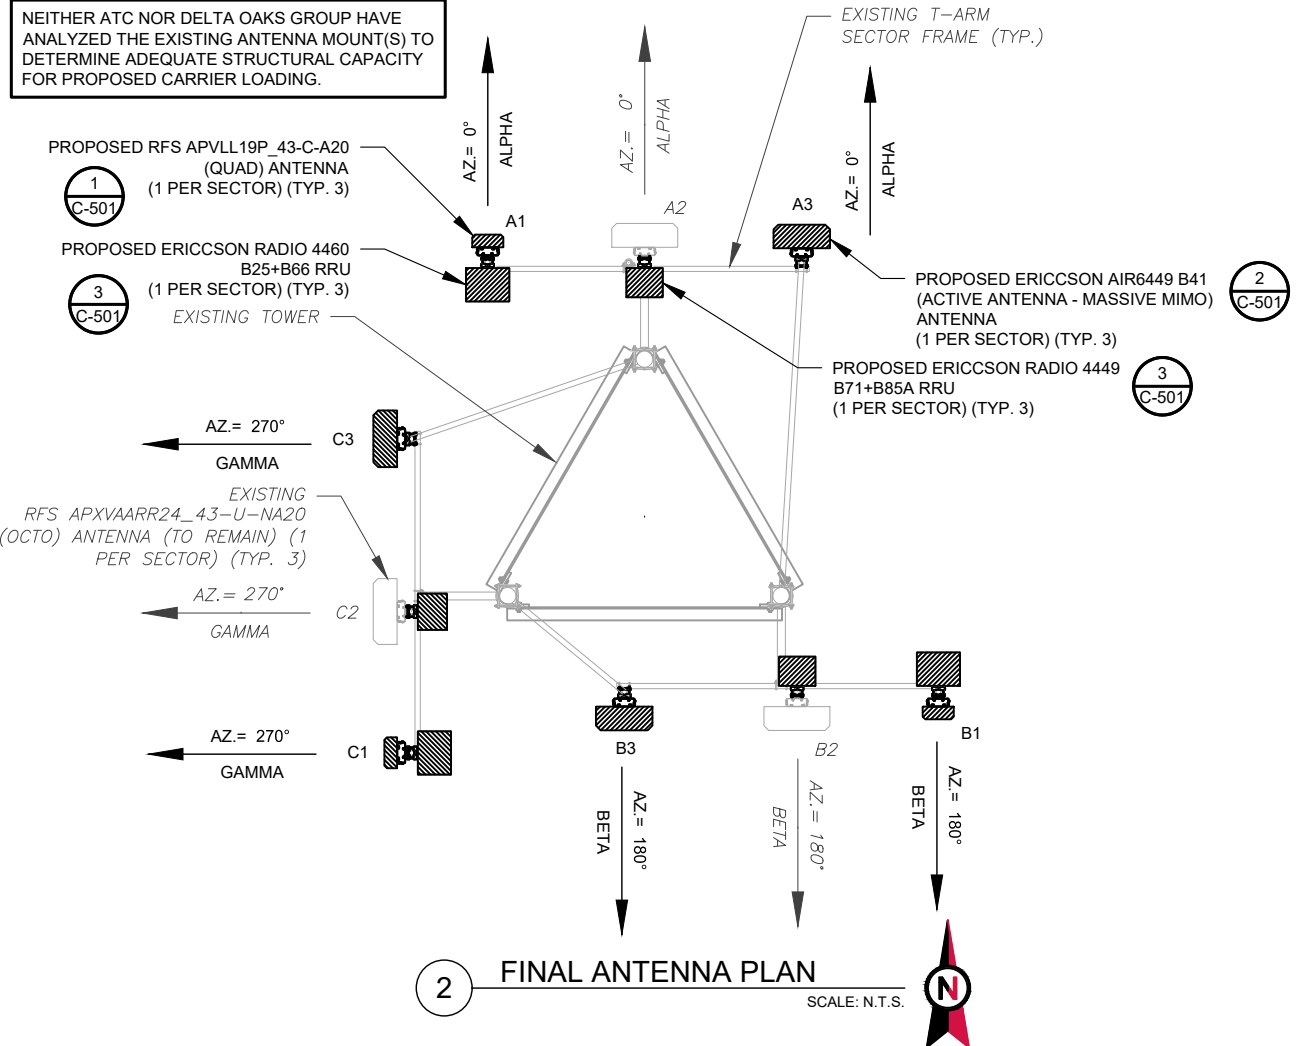 NEITHER ATC NOR DELTA OAKS GROUP HAVE
ANALYZED THE EXISTING ANTENNA MOUNT(S) TO
DETERMINE ADEQUATE STRUCTURAL CAPACITY
FOR PROPOSED CARRIER LOADING.
EXISTING T-ARM
SECTOR FRAME (TYP.)
AZ.= 0°
ALPHA
AZ.= 0°
ALPHA
AZ.= 0°
ALPHA
PROPOSED RFS APVLL19P_43-C-A20
(QUAD) ANTENNA
(1 PER SECTOR) (TYP. 3)
1
C-501
A1
A2
A3
PROPOSED ERICCSON RADIO 4460
B25+B66 RRU
(1 PER SECTOR) (TYP. 3)
3
C-501
EXISTING TOWER
PROPOSED ERICCSON AIR6449 B41
(ACTIVE ANTENNA - MASSIVE MIMO)
ANTENNA
(1 PER SECTOR) (TYP. 3)
2
C-501
PROPOSED ERICCSON RADIO 4449
B71+B85A RRU
(1 PER SECTOR) (TYP. 3)
3
C-501
AZ.= 270°
GAMMA
C3
EXISTING
RFS APXVAARR24_43-U-NA20
(OCTO) ANTENNA (TO REMAIN) (1
PER SECTOR) (TYP. 3)
AZ.= 270°
GAMMA
C2
AZ.= 270°
GAMMA
C1
B3
B2
B1
AZ.= 180°
BETA
AZ.= 180°
BETA
AZ.= 180°
BETA
2
FINAL ANTENNA PLAN
SCALE: N.T.S.
N